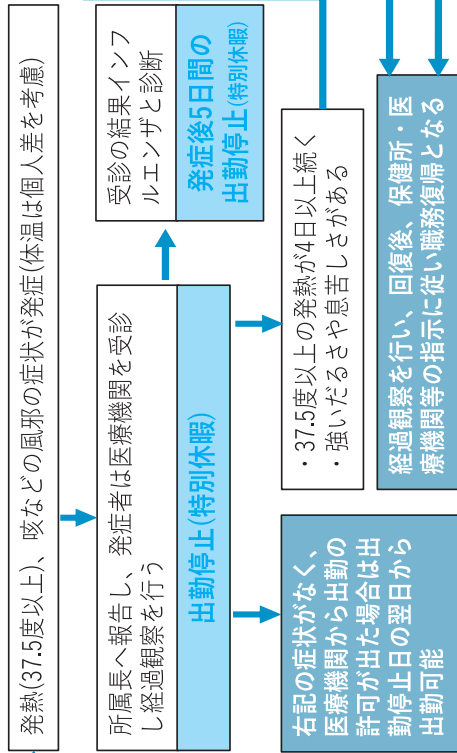 発熱(37.5度以上)、咳などの風邪の症状が発症(体温は個人差を考慮)
所属長へ報告し、発症者は医療機関を受診
し経過観察を行う
出勤停止(特別休暇)
受診の結果インフ
ルエンザと診断
発症後5日間の
出勤停止(特別休暇)
右記の症状がなく、
医療機関から出勤の
許可が出た場合は出
勤停止日の翌日から
出勤可能
・37.5度以上の発熱が4日以上続く
・強いだるさや息苦しさがある
経過観察を行い、回復後、保健所・医
療機関等の指示に従い職務復帰となる